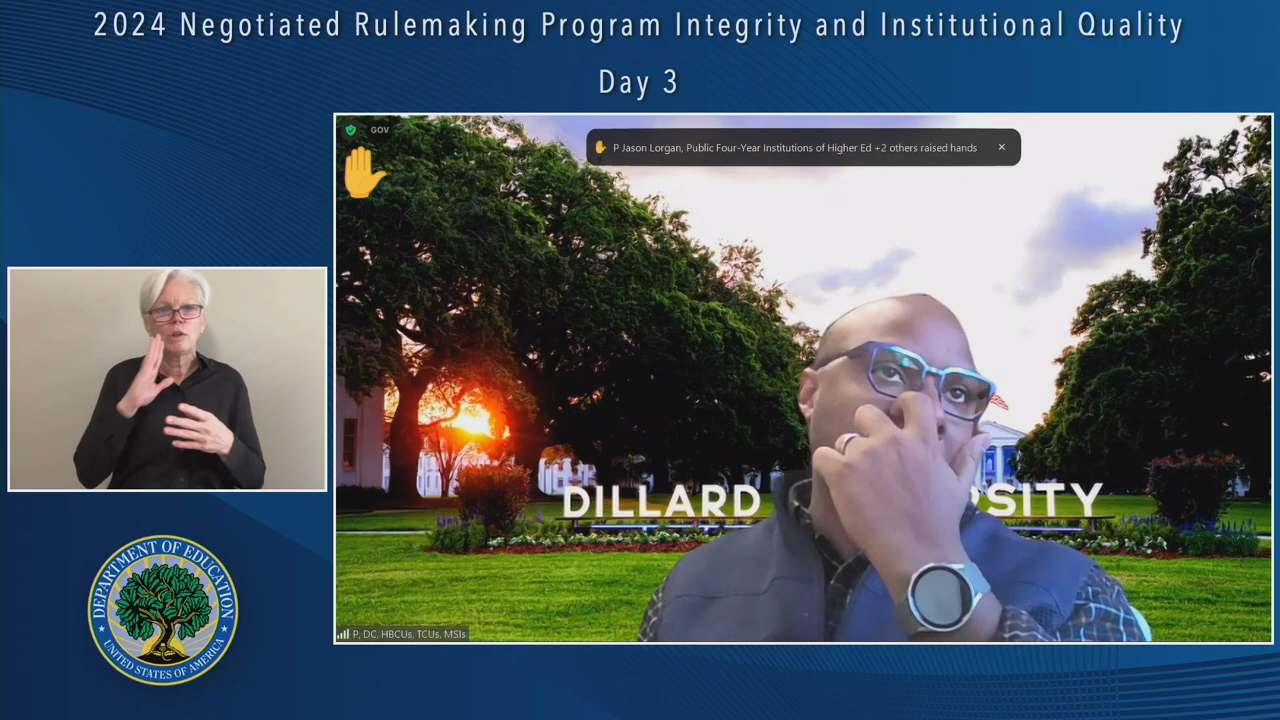 2024 Negotiated Rulemaking Program Integrity and Institutional Quality
Day 3
GOV
P Jason Lorgan, Public Four-Year Institutions of Higher Ed +2 others raised hands
DILLARD RSITY
P, DC, HBCUs, TCUs, MSIs
DEPARTMENT OF EDUCATION
UNITED STATES OF AMERICA